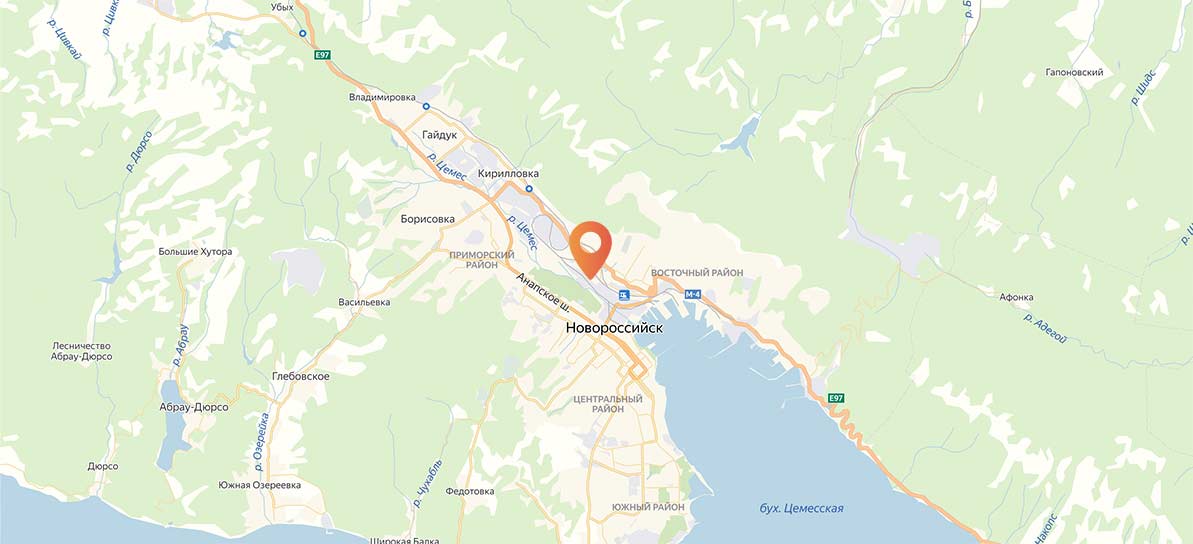 Убых
р. Цивкай
р. Цивк
E97
р. Б
Гапоновский
р. Шидс
Владимировка
Гайдук
р. Дюрсо
р. Цемес
Кирилловка
Борисовка
р. Цемес
Большие Хутора
ПРИМОРСКИЙ
РАЙОН
ВОСТОЧНЫЙ РАЙОН
Анапское ш.
М-4
Васильевка
Афонка
р. Адегой
Новороссийск
Лесничество
Абрау-Дюрсо
р. Абрау
Глебовское
Абрау-Дюрсо
ЦЕНТРАЛЬНЫЙ
РАЙОН
E97
р. Озерейка
Дюрсо
р. Чухабль
Южная Озереевка
Федотовка
ЮЖНЫЙ РАЙОН
бух. Цемесская
Широкая Балка
Чакопс